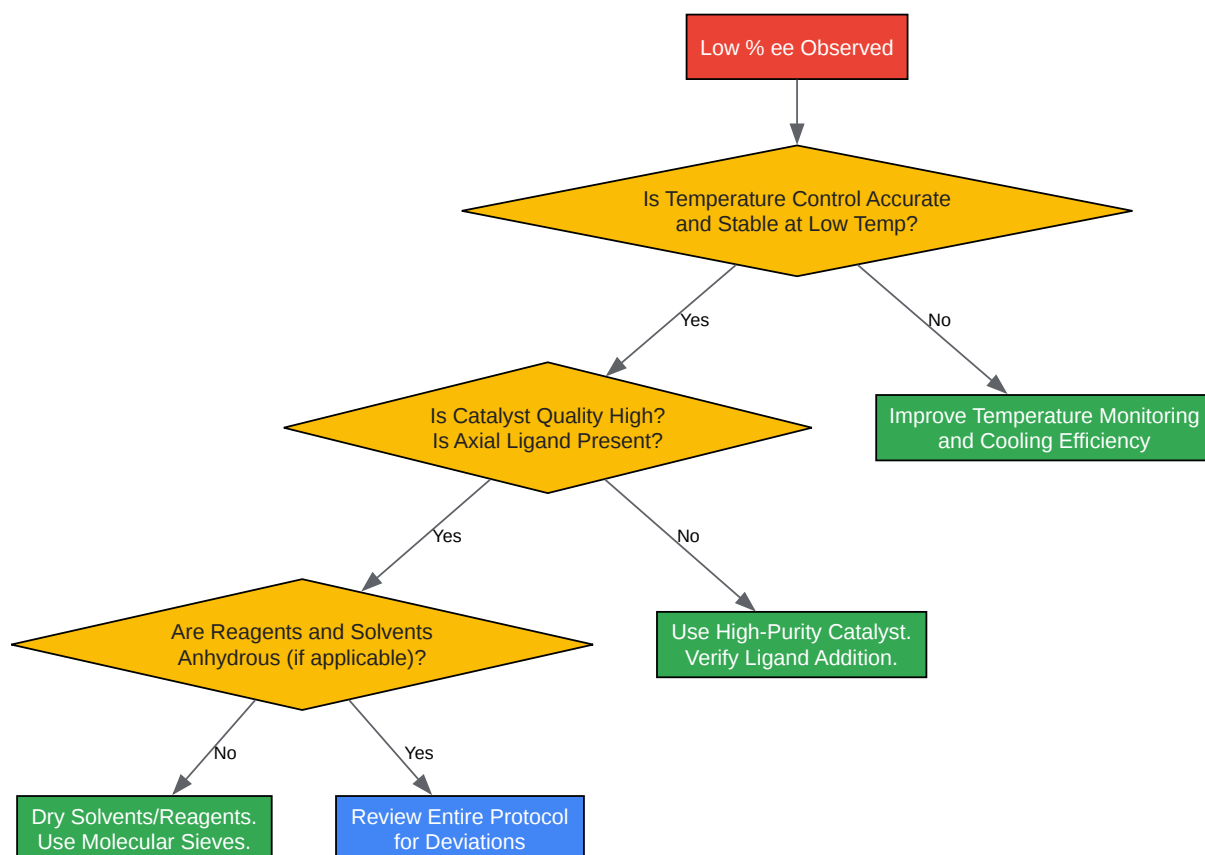 Low % ee Observed
Is Temperature Control Accurate
and Stable at Low Temp?
Yes
No
Is Catalyst Quality High?
Is Axial Ligand Present?
Improve Temperature Monitoring
and Cooling Efficiency
Yes
No
Are Reagents and Solvents
Anhydrous (if applicable)?
Use High-Purity Catalyst.
Verify Ligand Addition.
No
Yes
Dry Solvents/Reagents.
Use Molecular Sieves.
Review Entire Protocol
for Deviations